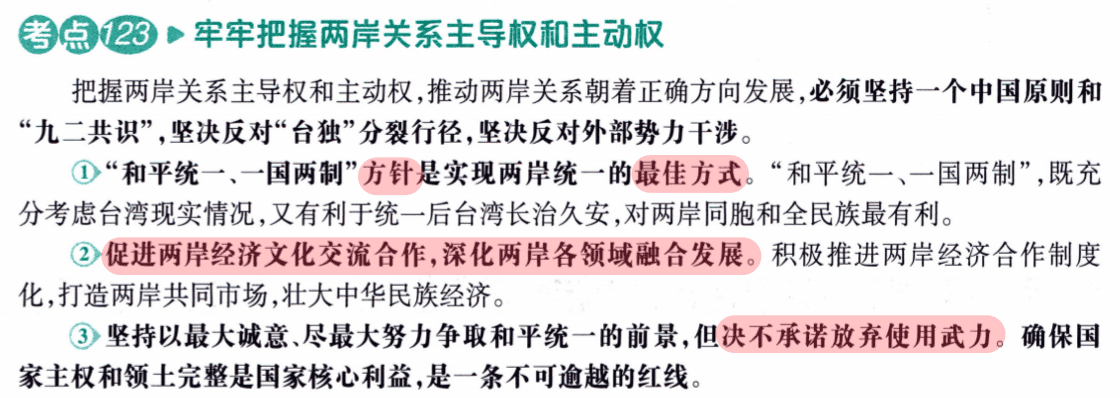 考点123 ▶ 牢牢把握两岸关系主导权和主动权
把握两岸关系主导权和主动权,推动两岸关系朝着正确方向发展,必须坚持一个中国原则和
“九二共识”,坚决反对“台独”分裂行径,坚决反对外部势力干涉。
①“和平统一、一国两制”方针是实现两岸统一的最佳方式。“和平统一、一国两制”,既充
分考虑台湾现实情况,又有利于统一后台湾长治久安,对两岸同胞和全民族最有利。
②促进两岸经济文化交流合作,深化两岸各领域融合发展。积极推进两岸经济合作制度
化,打造两岸共同市场,壮大中华民族经济。
③坚持以最大诚意、尽最大努力争取和平统一的前景,但决不承诺放弃使用武力。确保国
家主权和领土完整是国家核心利益,是一条不可逾越的红线。